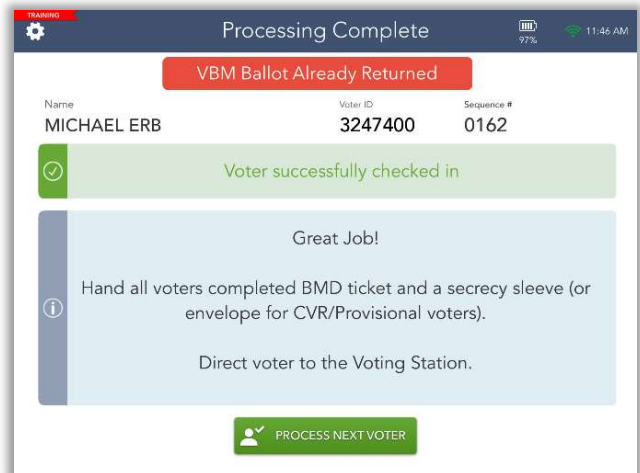 TRAINING
Processing Complete
97%
11:46 AM
VBM Ballot Already Returned
Name
Voter ID
Sequence #
MICHAEL ERB
3247400
0162
Voter successfully checked in
Great Job!
Hand all voters completed BMD ticket and a secrecy sleeve (or
envelope for CVR/Provisional voters).
Direct voter to the Voting Station.
PROCESS NEXT VOTER